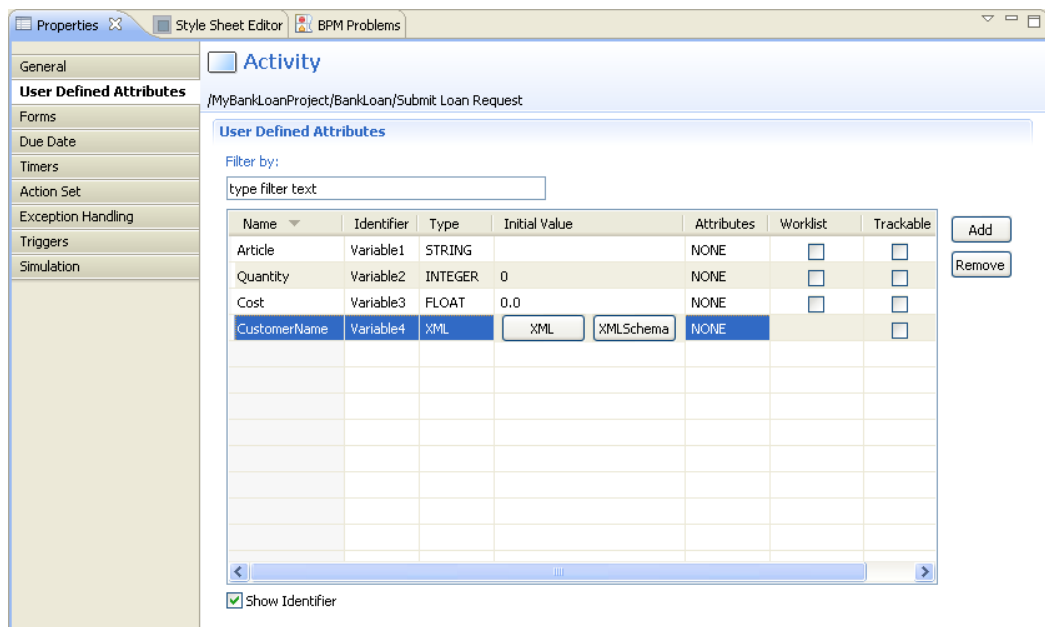 Properties Style Sheet Editor BPM Problems
General
User Defined Attributes
Forms
Due Date
Timers
Action Set
Exception Handling
Triggers
Simulation
Activity
/MyBankLoanProject/BankLoan/Submit Loan Request
User Defined Attributes
Filter by:
type filter text
Name Identifier Type Initial Value Attributes Worklist Trackable
Article Variable1 STRING NONE
Quantity Variable2 INTEGER 0 NONE
Cost Variable3 FLOAT 0.0 NONE
CustomerName Variable4 XML XML XMLSchema NONE
Add
Remove
Show Identifier